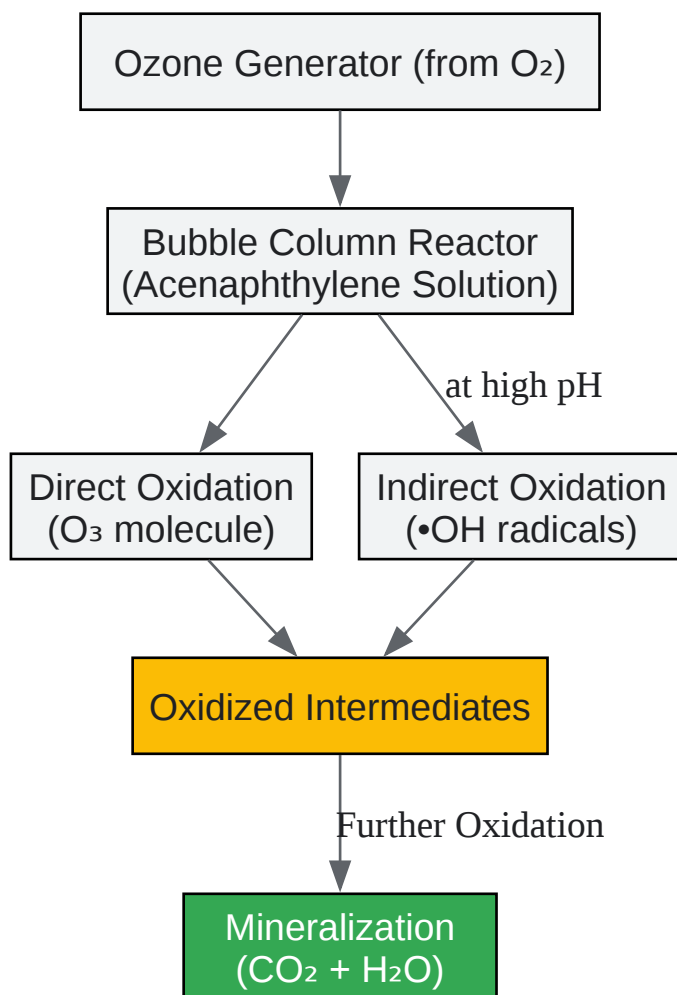 Ozone Generator (from O₂)
Bubble Column Reactor
(Acenaphthylene Solution)
at high pH
Direct Oxidation
(O₃ molecule)
Indirect Oxidation
(•OH radicals)
Oxidized Intermediates
Further Oxidation
Mineralization
(CO₂ + H₂O)